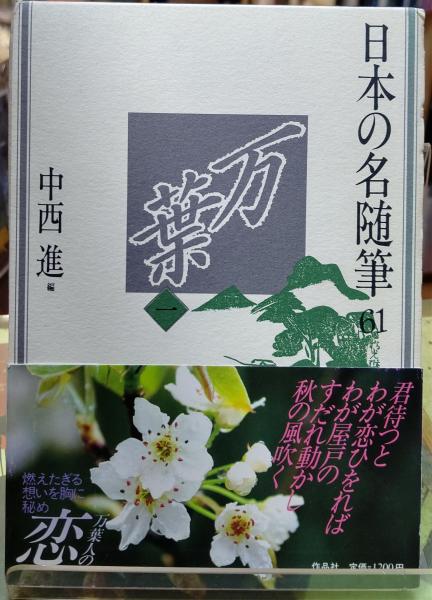 日本の名随筆
61
万葉
一
中西進
編
君待つと
わが恋ひをれば
わが屋戸の
すだれ動かし
秋の風吹く
燃えたぎる
想いを胸に
秘め
万葉人の
恋
作品社 定価=1200円